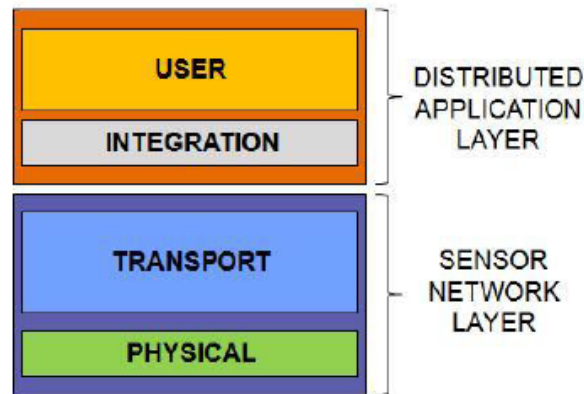 USER
INTEGRATION
DISTRIBUTED
APPLICATION
LAYER
TRANSPORT
PHYSICAL
SENSOR
NETWORK
LAYER